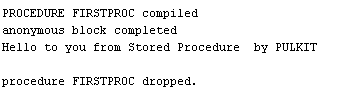 PROCEDURE FIRSTPROC compiled
anonymous block completed
Hello to you from Stored Procedure  by PULKIT
procedure FIRSTPROC dropped.